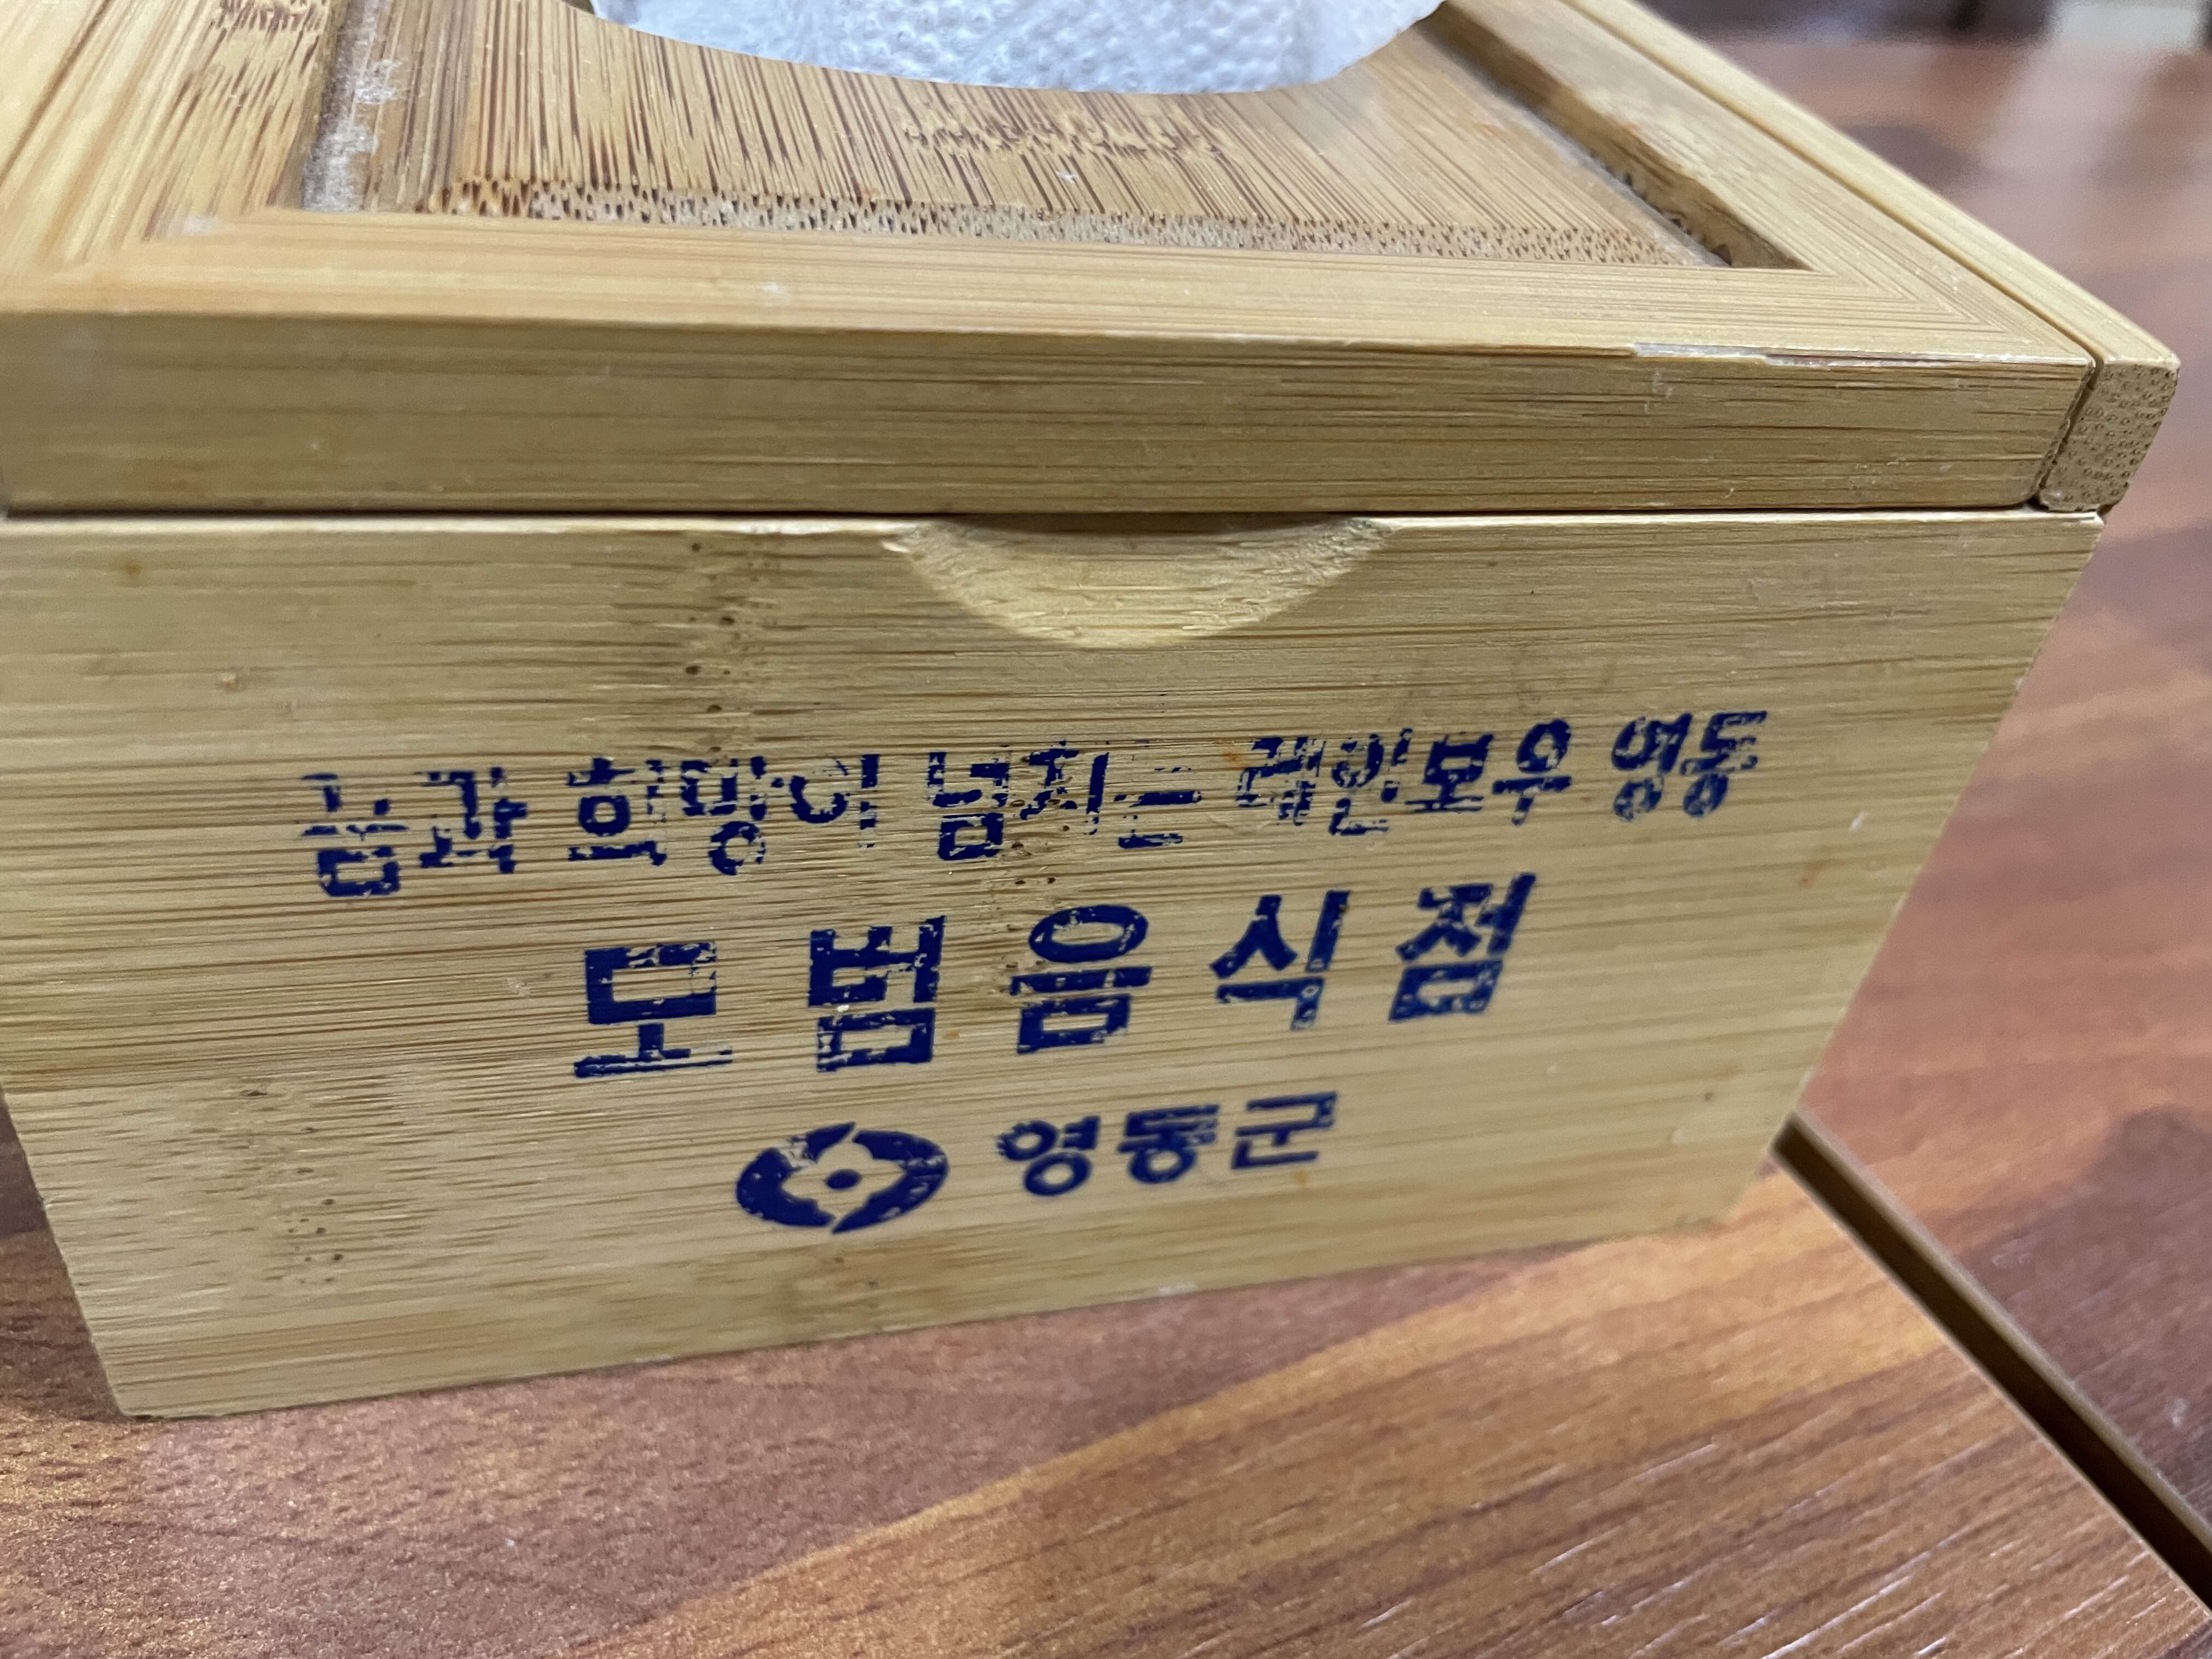 꿈과 희망이 넘치는 레인보우 영동
모범음식점
영동군